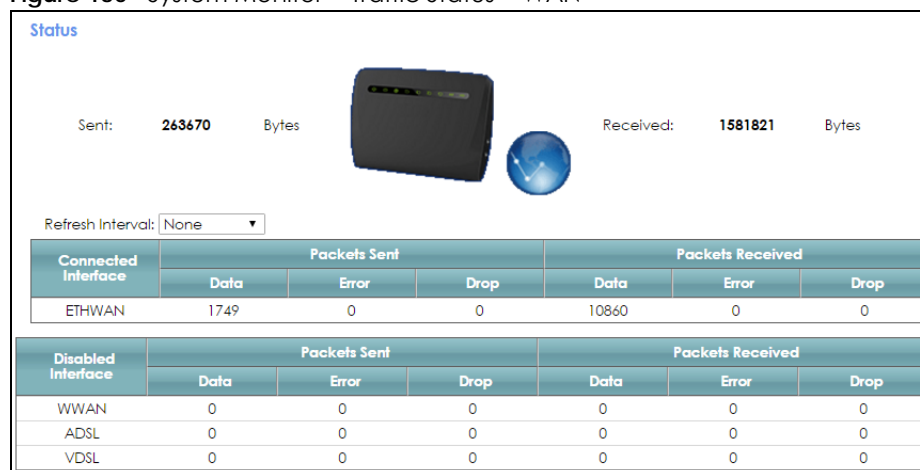 Status
Sent: 263670 Bytes Received: 1581821 Bytes
Refresh Interval: None
Connected Interface Packets Sent Packets Received
Data Error Drop Data Error Drop
ETHWAN 1749 0 0 10860 0 0
Disabled Interface Packets Sent Packets Received
Data Error Drop Data Error Drop
WWAN 0 0 0 0 0 0
ADSL 0 0 0 0 0 0
VDSL 0 0 0 0 0 0